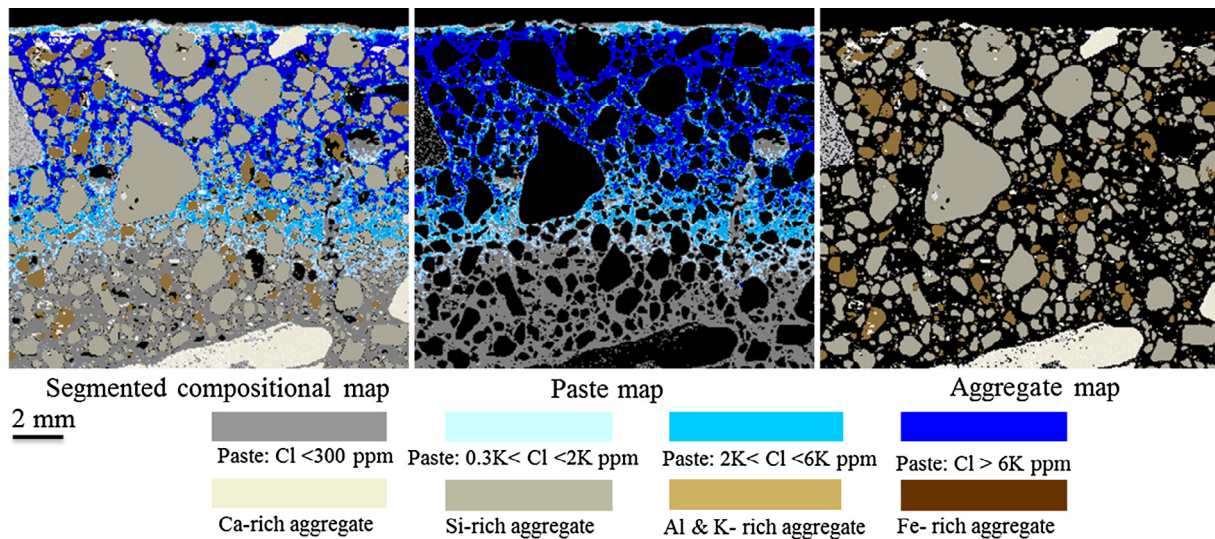 Segmented compositional map Paste map Aggregate map
2 mm
Paste: Cl <300 ppm Paste: 0.3K< Cl <2K ppm Paste: 2K< Cl <6K ppm Paste: Cl > 6K ppm
Ca-rich aggregate Si-rich aggregate Al & K- rich aggregate Fe- rich aggregate